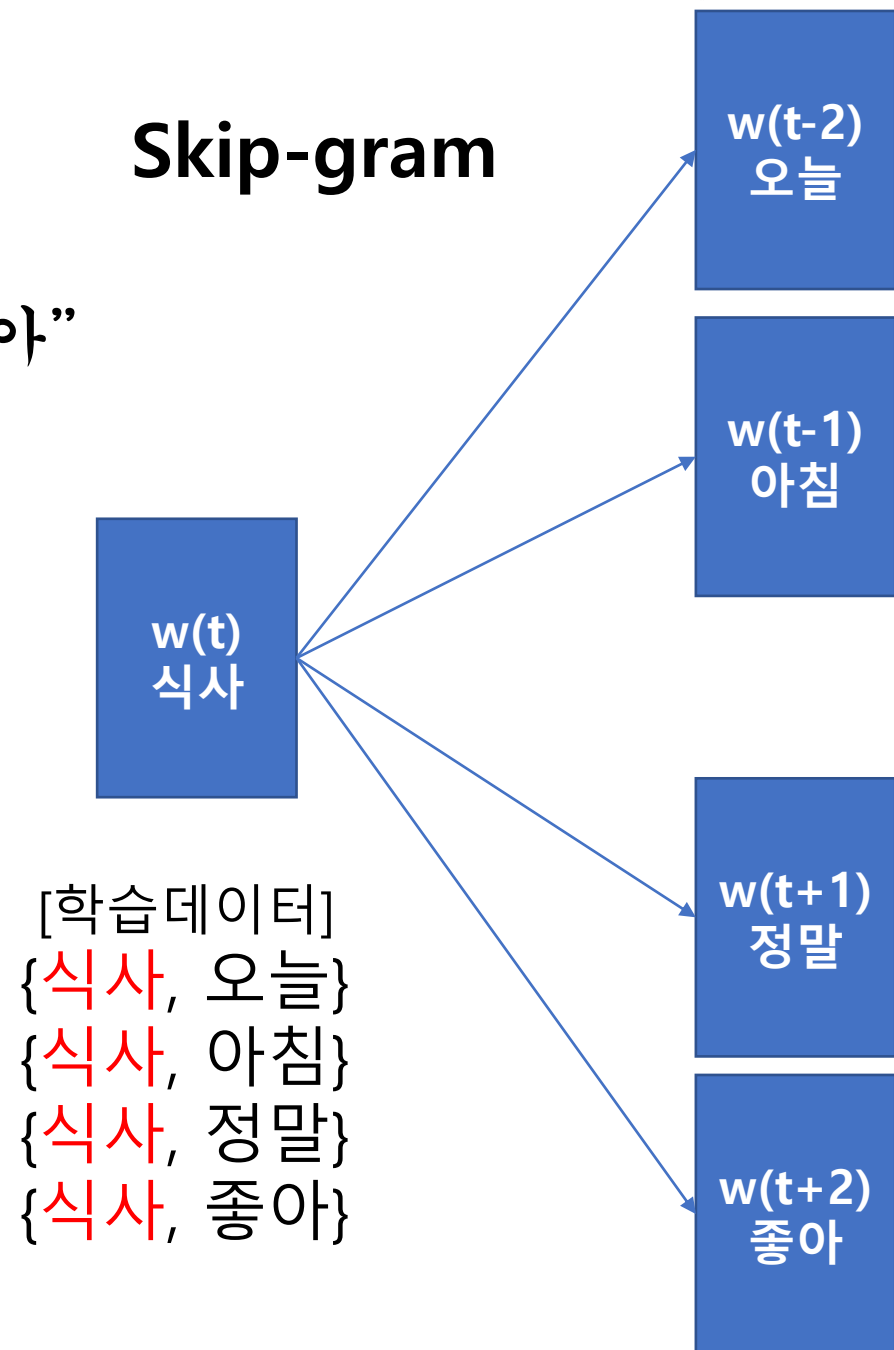 Skip-gram
아”
w(t-2)
오늘
w(t-1)
아침
w(t)
식사
w(t+1)
정말
w(t+2)
좋아
[학습데이터]
{식사, 오늘}
{식사, 아침}
{식사, 정말}
{식사, 좋아}